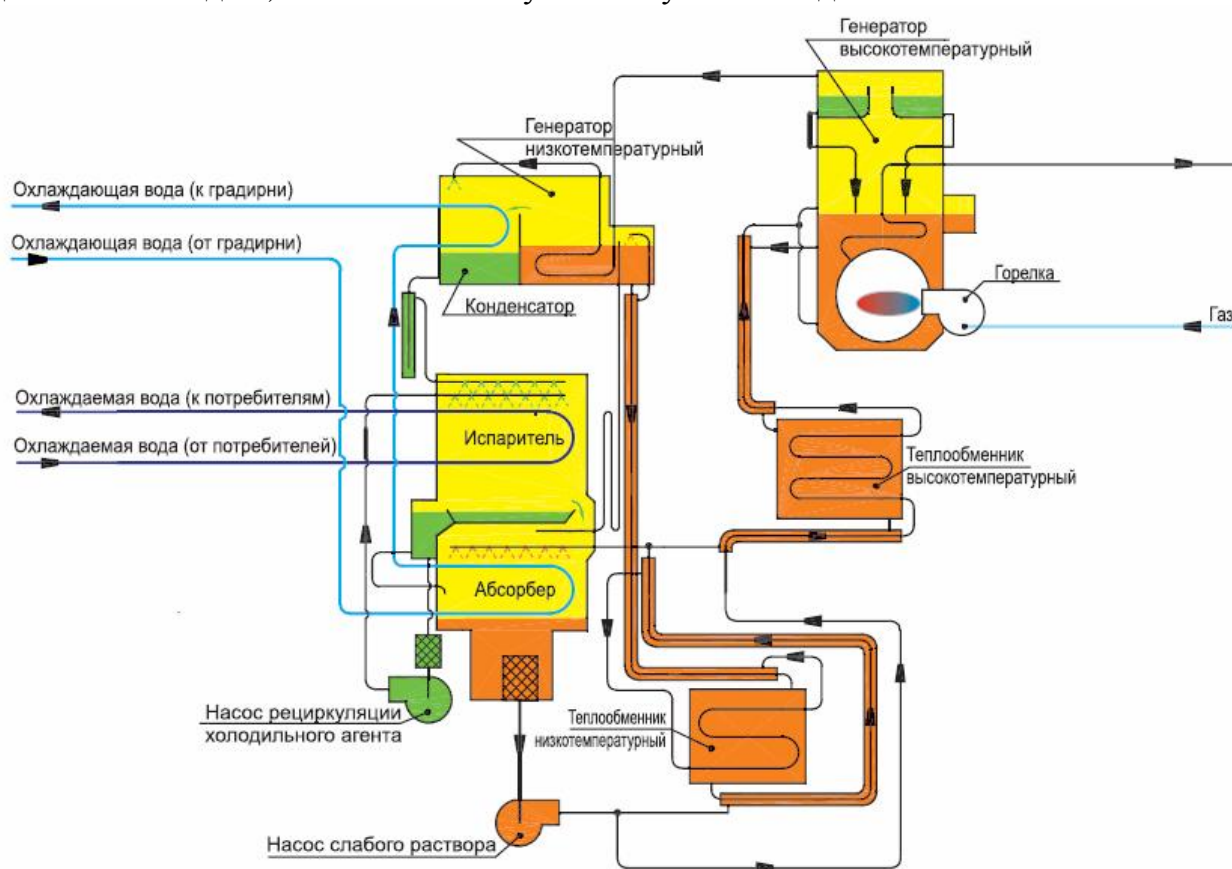 Генератор
высокотемпературный
Генератор
низкотемпературный
Охлаждающая вода (к градирни)
Охлаждающая вода (от градирни)
Конденсатор
Горелка
Газ
Охлаждаемая вода (к потребителям)
Охлаждаемая вода (от потребителей)
Испаритель
Теплообменник
высокотемпературный
Абсорбер
Насос рециркуляции
холодильного агента
Теплообменник
низкотемпературный
Насос слабого раствора